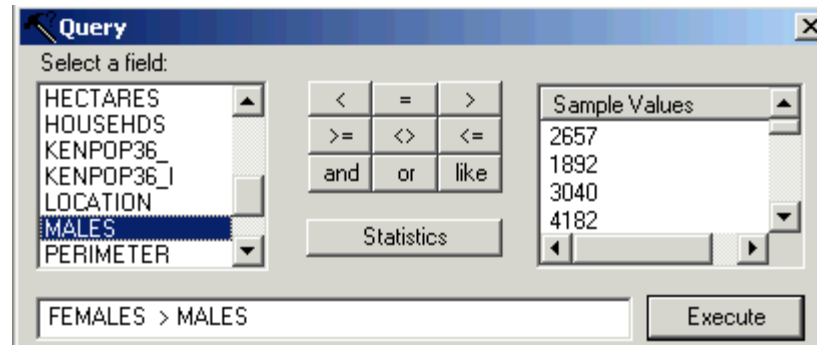 Query
Select a field:
HECTARES
HOUSEHDS
KENPOP36_
KENPOP36_I
LOCATION
MALES
PERIMETER
< = >
>= <> <=
and or like
Statistics
Sample Values
2657
1892
3040
4182
FEMALES > MALES
Execute